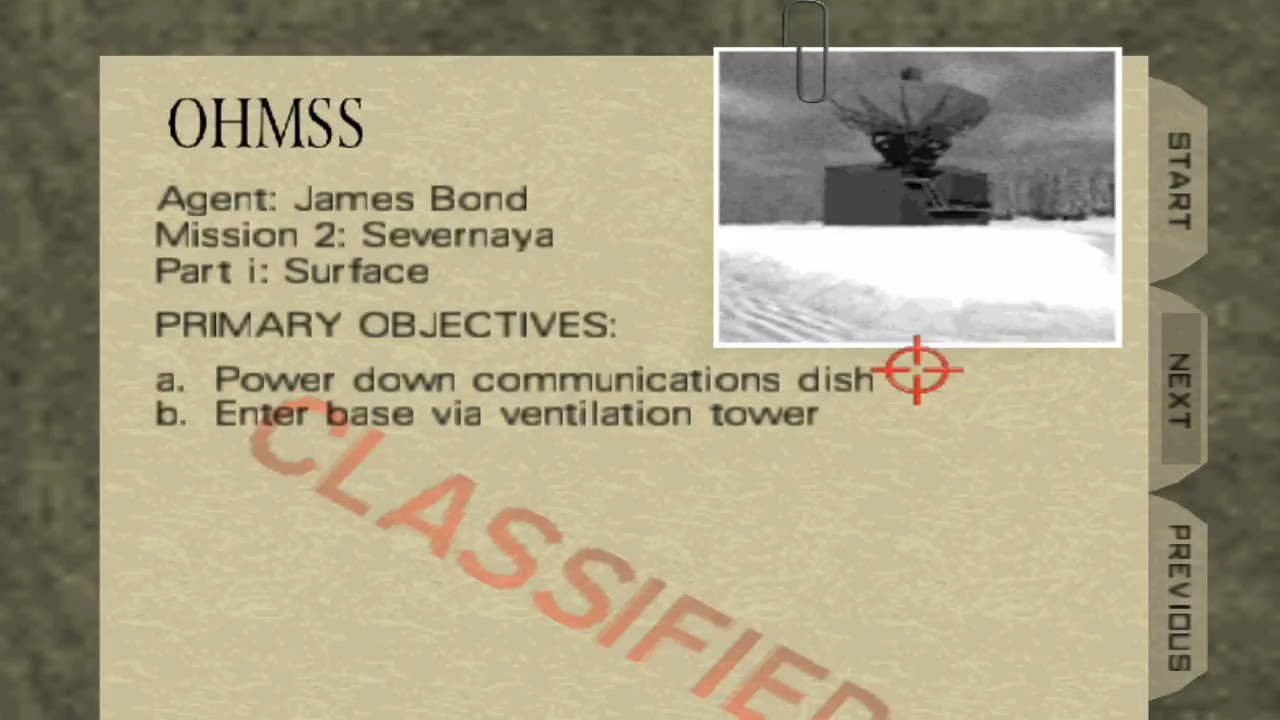 OHMSS
Agent: James Bond
Mission 2: Severnaya
Part i: Surface
PRIMARY OBJECTIVES:
a. Power down communications dish
b. Enter base via ventilation tower
CLASSIFIED
START
NEXT
PREVIOUS